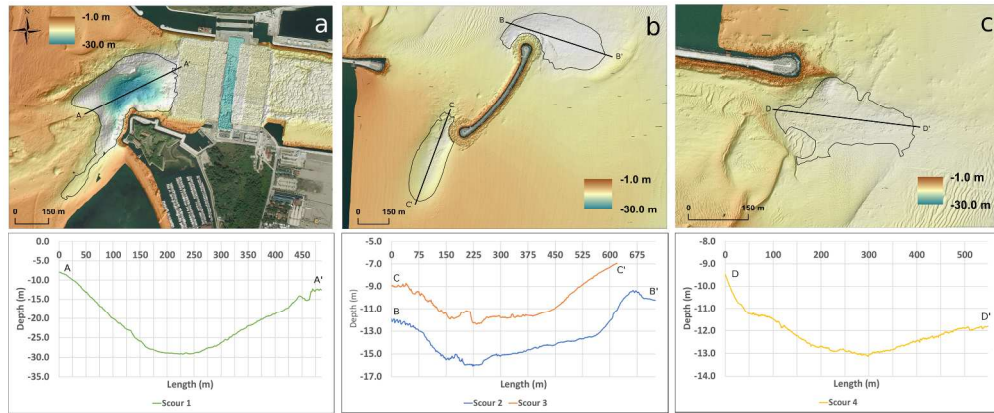 a
-1.0 m
-30.0 m
A'
A
0 150 m
b
B
B'
C
C'
-1.0 m
-30.0 m
0 150 m
c
D
D'
-1.0 m
-30.0 m
0 150 m
0.0
0 50 100 150 200 250 300 350 400 450
A
A'
-5.0
-10.0
-15.0
-20.0
-25.0
-30.0
-35.0
Depth (m)
Length (m)
Scour 1
-5.0
0 75 150 225 300 375 450 525 600 675
-7.0
C
C'
-9.0
B
B'
-11.0
-13.0
-15.0
-17.0
Depth (m)
Length (m)
Scour 2 Scour 3
-8.0
0 100 200 300 400 500
-9.0
D
-10.0
-11.0
D'
-12.0
-13.0
-14.0
Depth (m)
Length (m)
Scour 4